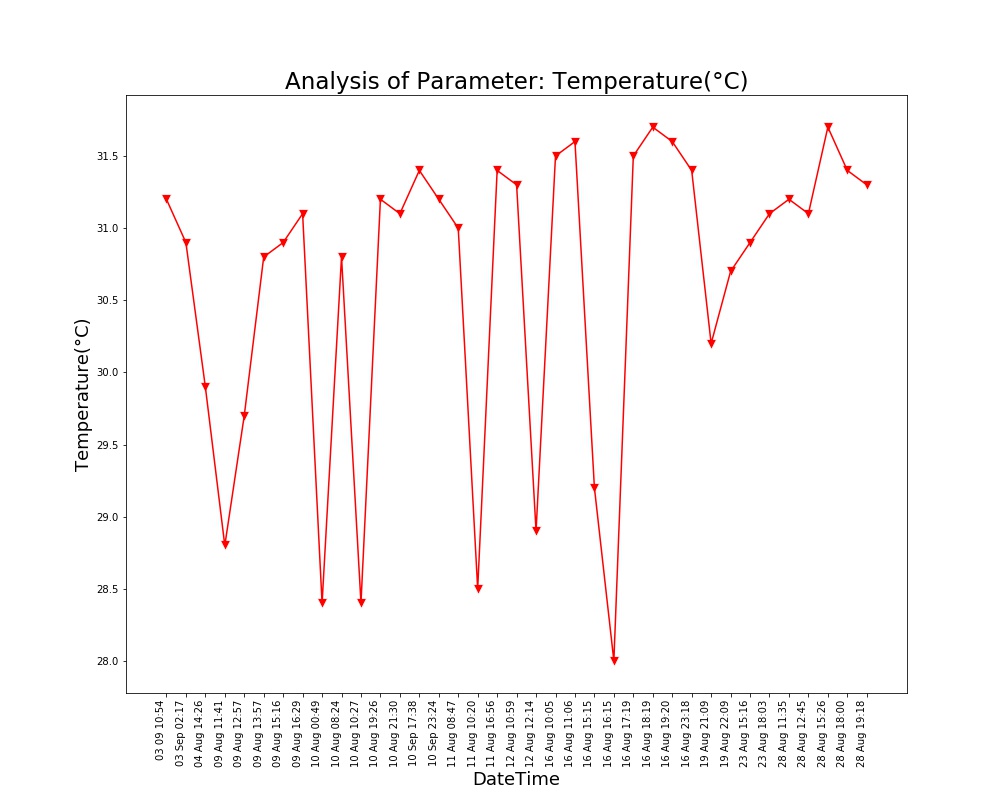 Analysis of Parameter: Temperature(°C)
Temperature(°C)
31.5
31.0
30.5
30.0
29.5
29.0
28.5
28.0
03 09 10:54
03 Sep 02:17
04 Aug 14:26
09 Aug 11:41
09 Aug 12:57
09 Aug 13:57
09 Aug 15:16
09 Aug 16:29
10 Aug 00:49
10 Aug 08:24
10 Aug 10:27
10 Aug 19:26
10 Aug 21:30
10 Sep 17:38
10 Sep 23:24
11 Aug 08:47
11 Aug 10:20
11 Aug 16:56
12 Aug 10:59
12 Aug 12:14
16 Aug 10:05
16 Aug 11:06
16 Aug 15:15
16 Aug 16:15
16 Aug 17:19
16 Aug 18:19
16 Aug 19:20
16 Aug 23:18
19 Aug 21:09
19 Aug 22:09
23 Aug 15:16
23 Aug 18:03
28 Aug 11:35
28 Aug 12:45
28 Aug 15:26
28 Aug 18:00
28 Aug 19:18
DateTime